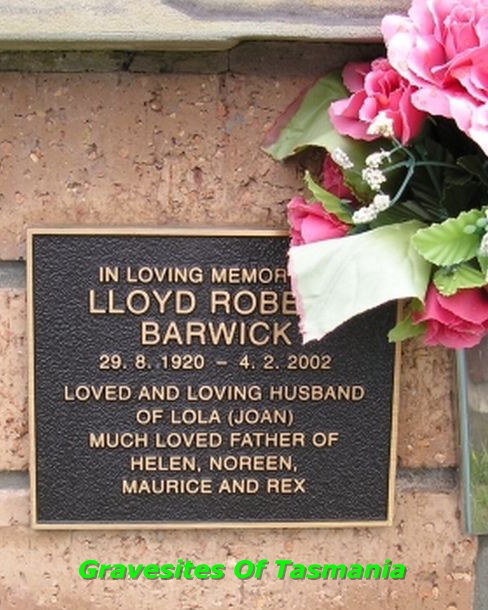 IN LOVING MEMOR
LLOYD ROBE
BARWICK
29. 8. 1920 – 4. 2. 2002
LOVED AND LOVING HUSBAND
OF LOLA (JOAN)
MUCH LOVED FATHER OF
HELEN, NOREEN,
MAURICE AND REX
Gravesites Of Tasmania